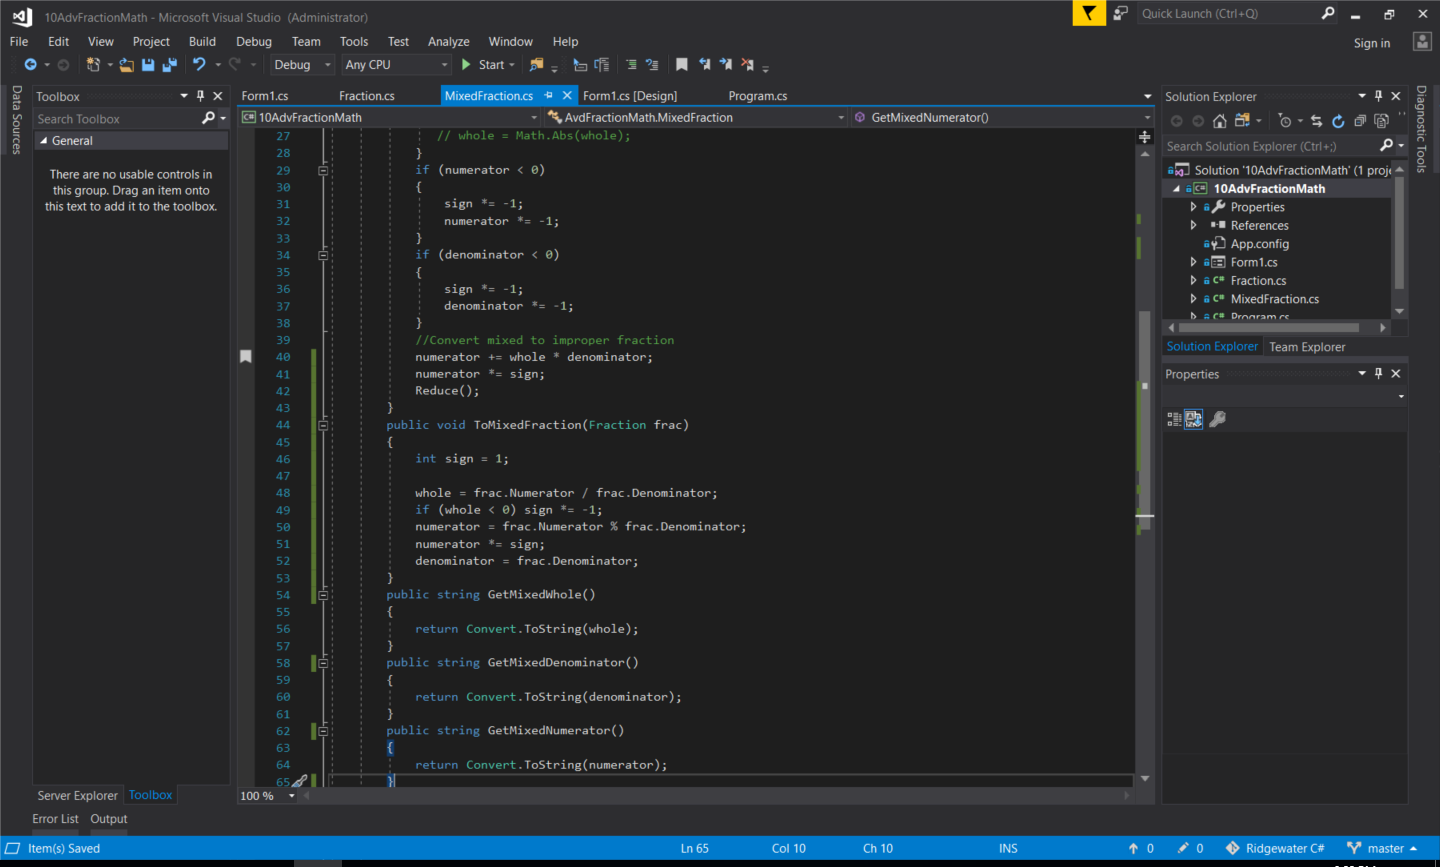 10AdvFractionMath - Microsoft Visual Studio (Administrator)
Quick Launch (Ctrl+Q)
File Edit View Project Build Debug Team Tools Test Analyze Window Help
Sign in
Debug Any CPU Start
Data Sources
Toolbox
Search Toolbox
General
There are no usable controls in
this group. Drag an item onto
this text to add it to the toolbox.
Server Explorer Toolbox
Form1.cs Fraction.cs MixedFraction.cs Form1.cs [Design] Program.cs
10AdvFractionMath AvdFractionMath.MixedFraction GetMixedNumerator()
27 // whole = Math.Abs(whole);
28 }
29 if (numerator < 0)
30 {
31 sign *= -1;
32 numerator *= -1;
33 }
34 if (denominator < 0)
35 {
36 sign *= -1;
37 denominator *= -1;
38 }
39 //Convert mixed to improper fraction
40 numerator += whole * denominator;
41 numerator *= sign;
42 Reduce();
43 }
44 public void ToMixedFraction(Fraction frac)
45 {
46 int sign = 1;
47
48 whole = frac.Numerator / frac.Denominator;
49 if (whole < 0) sign *= -1;
50 numerator = frac.Numerator % frac.Denominator;
51 numerator *= sign;
52 denominator = frac.Denominator;
53 }
54 public string GetMixedWhole()
55 {
56 return Convert.ToString(whole);
57 }
58 public string GetMixedDenominator()
59 {
60 return Convert.ToString(denominator);
61 }
62 public string GetMixedNumerator()
63 {
64 return Convert.ToString(numerator);
65 }
100 %
Solution Explorer
Search Solution Explorer (Ctrl+;)
Solution '10AdvFractionMath' (1 proje
10AdvFractionMath
Properties
References
App.config
Form1.cs
Fraction.cs
MixedFraction.cs
Program.cs
Solution Explorer Team Explorer
Properties
Diagnostic Tools
Error List Output
Item(s) Saved Ln 65 Col 10 Ch 10 INS 0 0 Ridgewater C# master